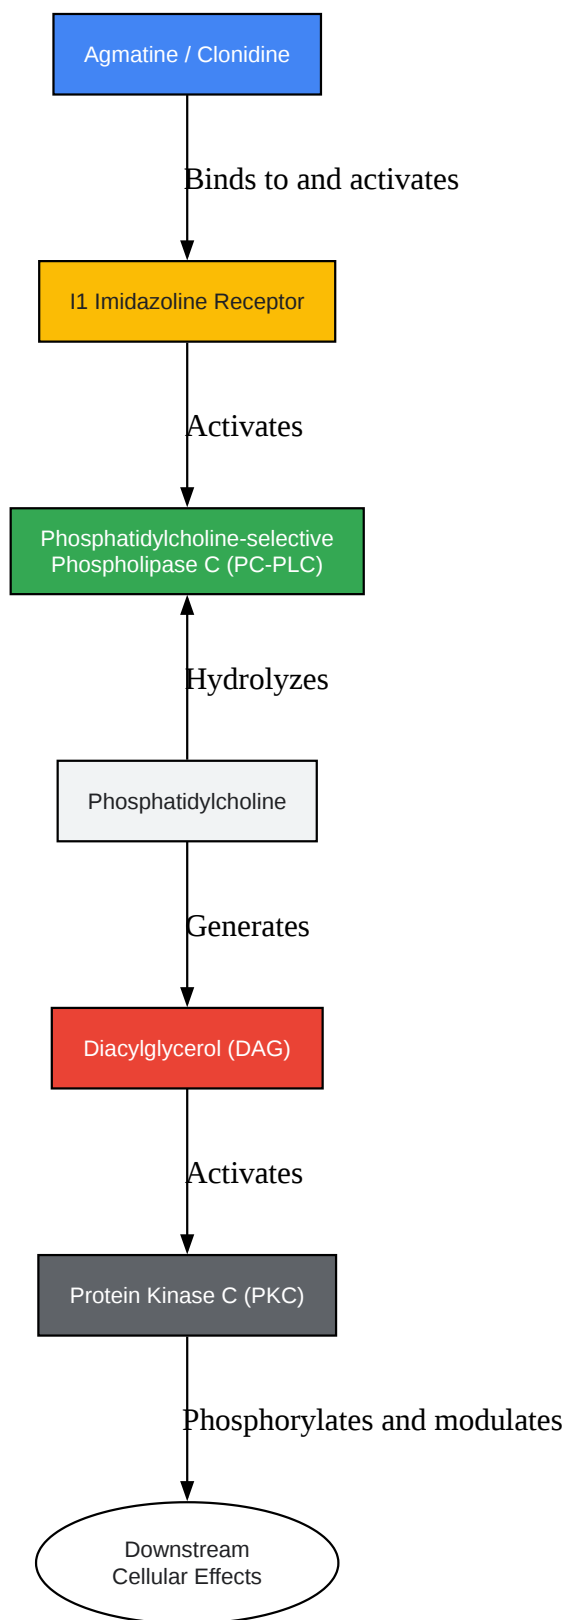 Agmatine / Clonidine
Binds to and activates
I1 Imidazoline Receptor
Activates
Phosphatidylcholine-selective
Phospholipase C (PC-PLC)
Hydrolyzes
Phosphatidylcholine
Generates
Diacylglycerol (DAG)
Activates
Protein Kinase C (PKC)
Phosphorylates and modulates
Downstream
Cellular Effects